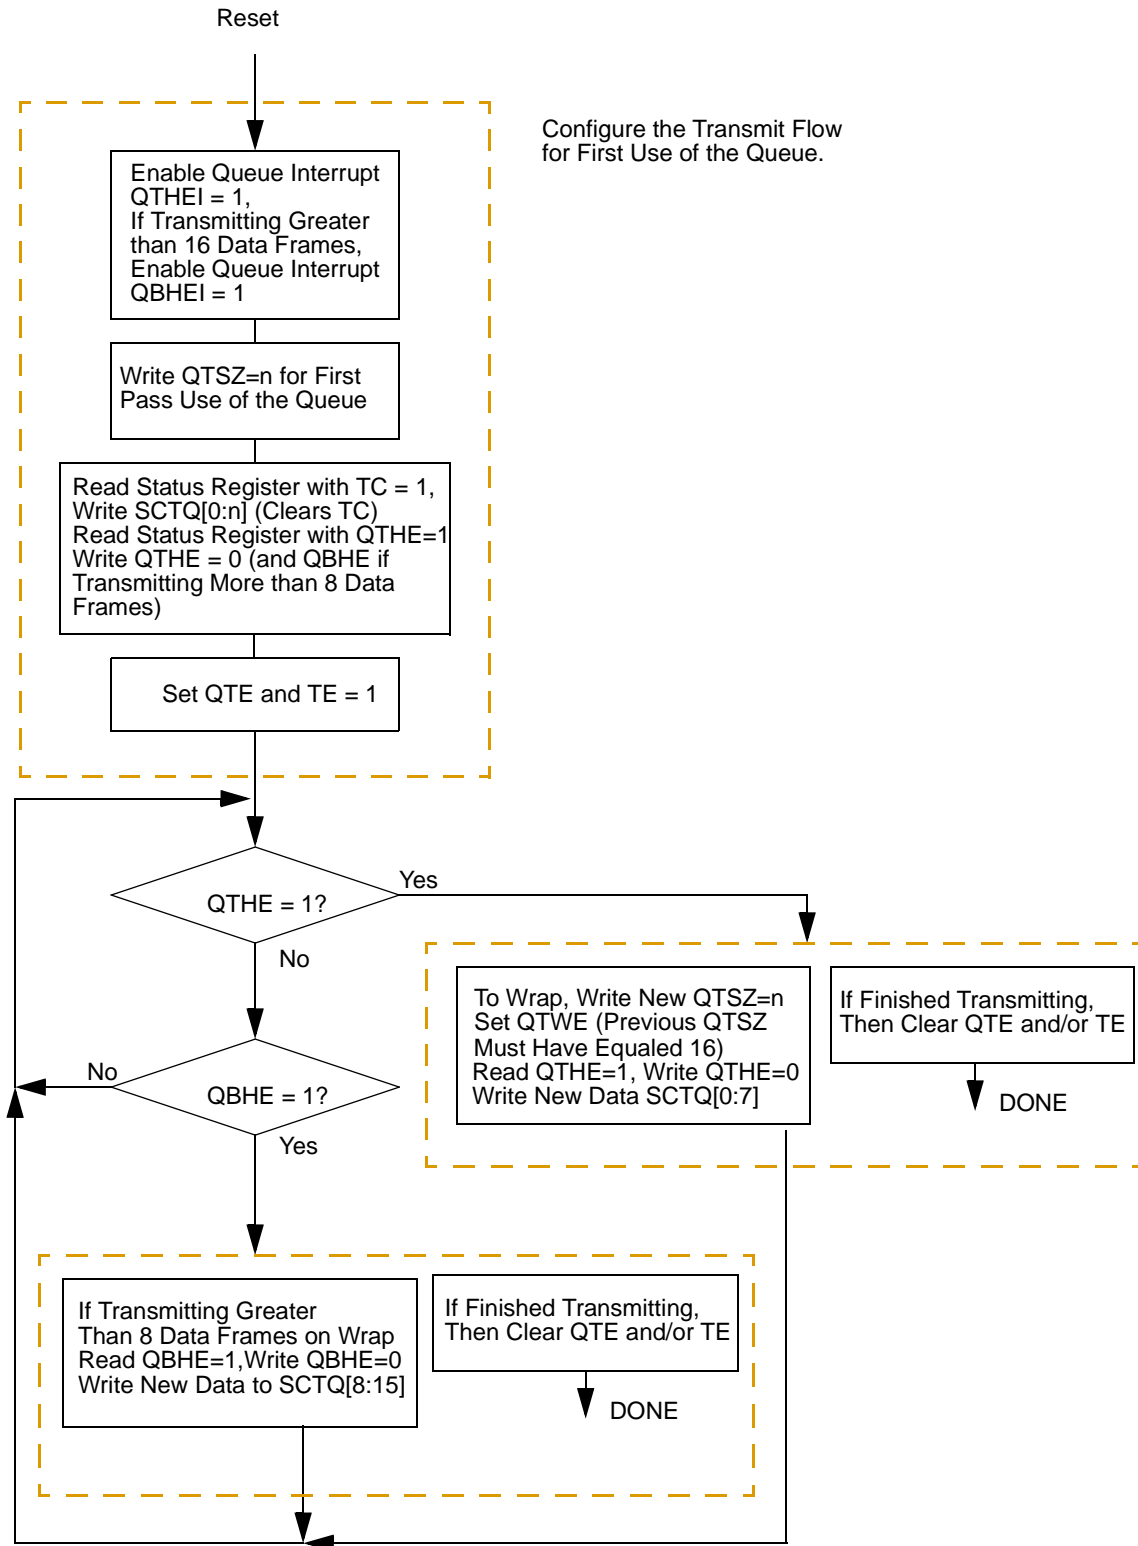 Reset
Configure the Transmit Flow
for First Use of the Queue.
Enable Queue Interrupt
QTHEI = 1,
If Transmitting Greater
than 16 Data Frames,
Enable Queue Interrupt
QBHEI = 1
Write QTSZ=n for First
Pass Use of the Queue
Read Status Register with TC = 1,
Write SCTQ[0:n] (Clears TC)
Read Status Register with QTHE=1
Write QTHE = 0 (and QBHE if
Transmitting More than 8 Data
Frames)
Set QTE and TE = 1
QTHE = 1?
Yes
No
To Wrap, Write New QTSZ=n
Set QTWE (Previous QTSZ
Must Have Equaled 16)
Read QTHE=1, Write QTHE=0
Write New Data SCTQ[0:7]
If Finished Transmitting,
Then Clear QTE and/or TE
DONE
No
QBHE = 1?
Yes
If Transmitting Greater
Than 8 Data Frames on Wrap
Read QBHE=1,Write QBHE=0
Write New Data to SCTQ[8:15]
If Finished Transmitting,
Then Clear QTE and/or TE
DONE